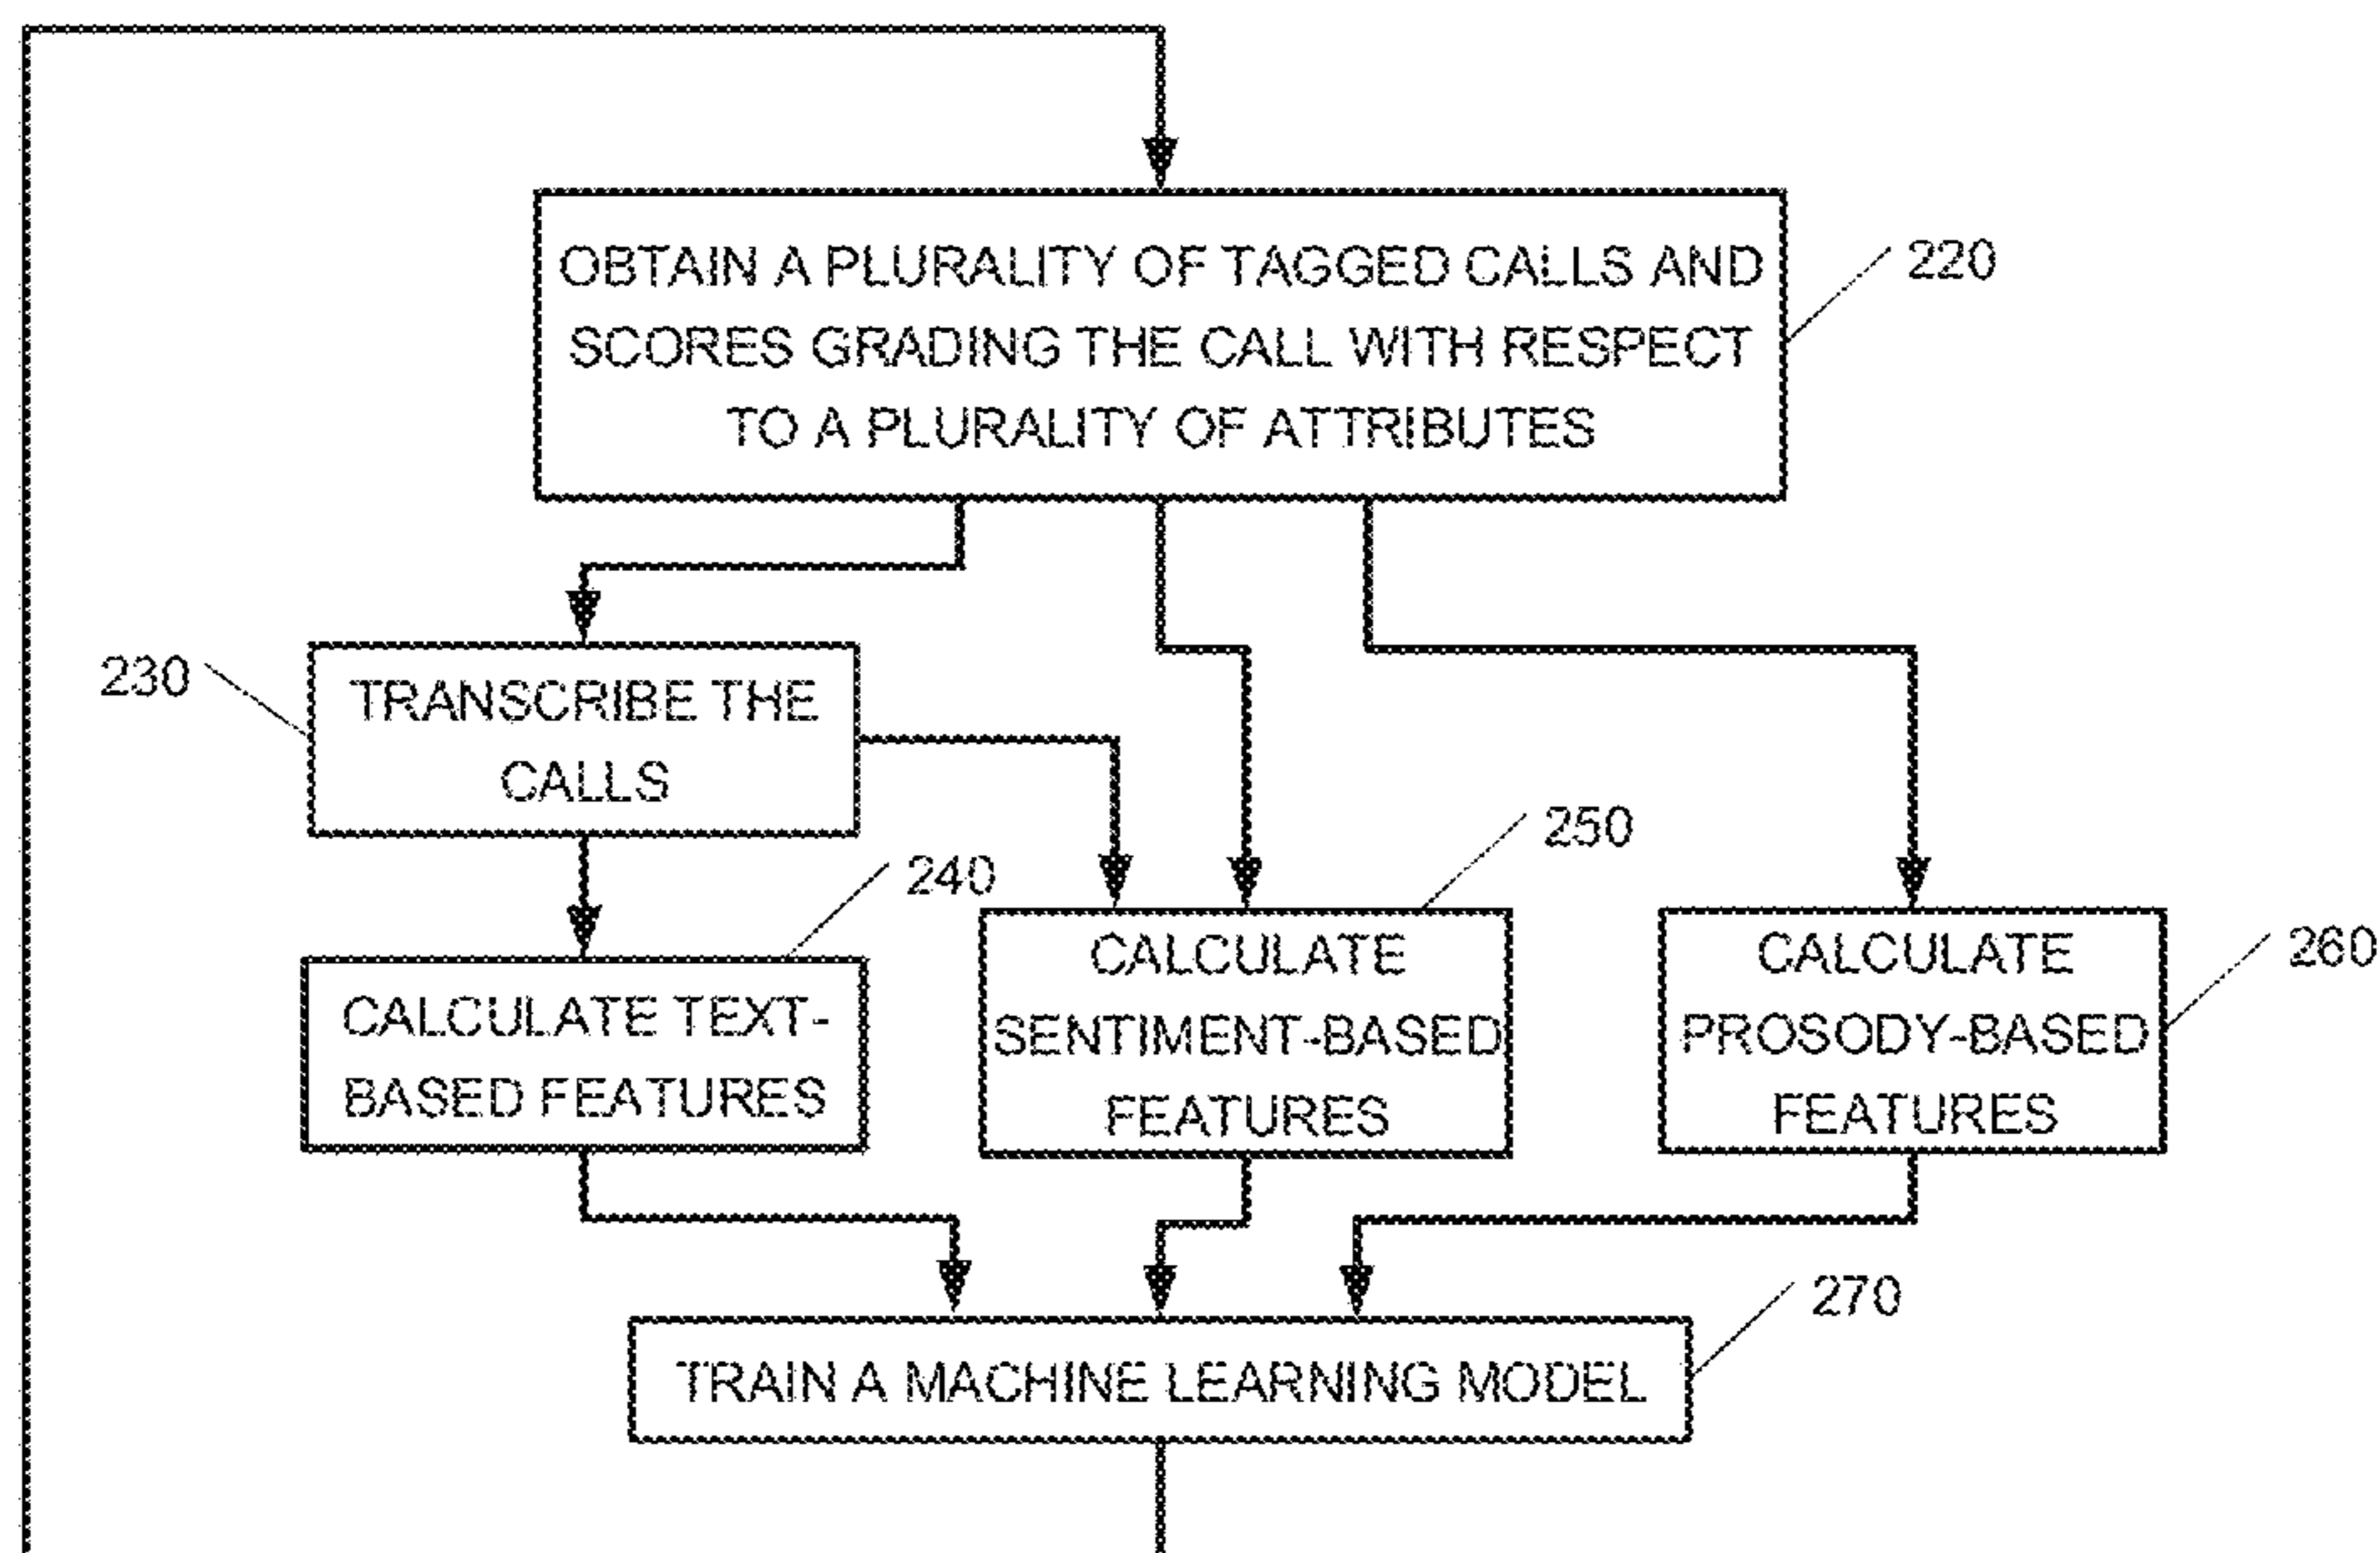 OBTAIN A PLURALITY OF TAGGED CALLS AND
SCORES GRADING THE CALL WITH RESPECT
TO A PLURALITY OF ATTRIBUTES
220
230
TRANSCRIBE THE
CALLS
240
CALCULATE TEXT-
BASED FEATURES
250
CALCULATE
SENTIMENT-BASED
FEATURES
260
CALCULATE
PROSODY-BASED
FEATURES
270
TRAIN A MACHINE LEARNING MODEL